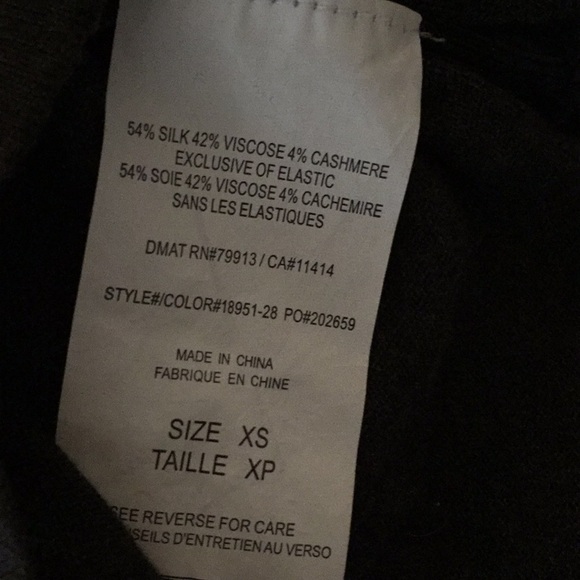 54% SILK 42% VISCOSE 4% CASHMERE
EXCLUSIVE OF ELASTIC
54% SOIE 42% VISCOSE 4% CACHEMIRE
SANS LES ELASTIQUES
DMAT RN#79913 / CA#11414
STYLE#/COLOR#18951-28 PO#202659
MADE IN CHINA
FABRIQUE EN CHINE
SIZE XS
TAILLE XP
SEE REVERSE FOR CARE
D'ENTRETIEN AU VERSO